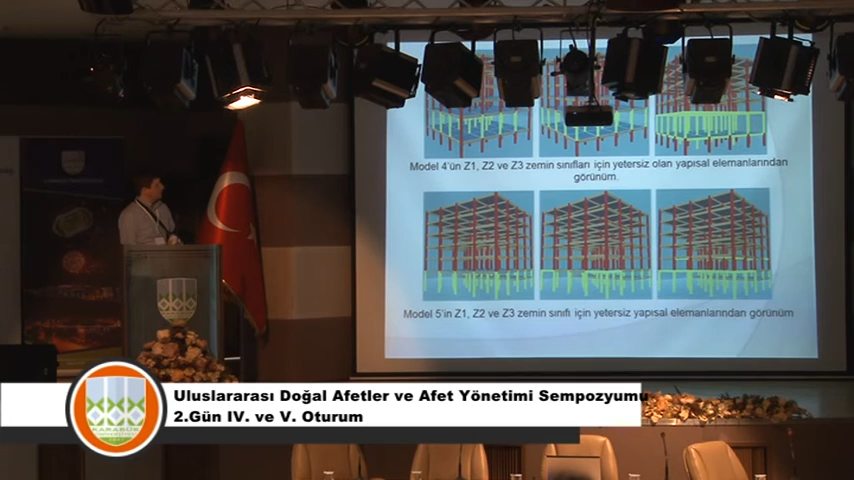 Model 4'ün Z1, Z2 ve Z3 zemin sınıfları için yetersiz olan yapısal elemanlarından
görünüm.
Model 5'in Z1, Z2 ve Z3 zemin sınıfı için yetersiz yapısal elemanlarından görünüm
Uluslararası Doğal Afetler ve Afet Yönetimi Sempozyumu
2.Gün IV. ve V. Oturum
KARABÜK